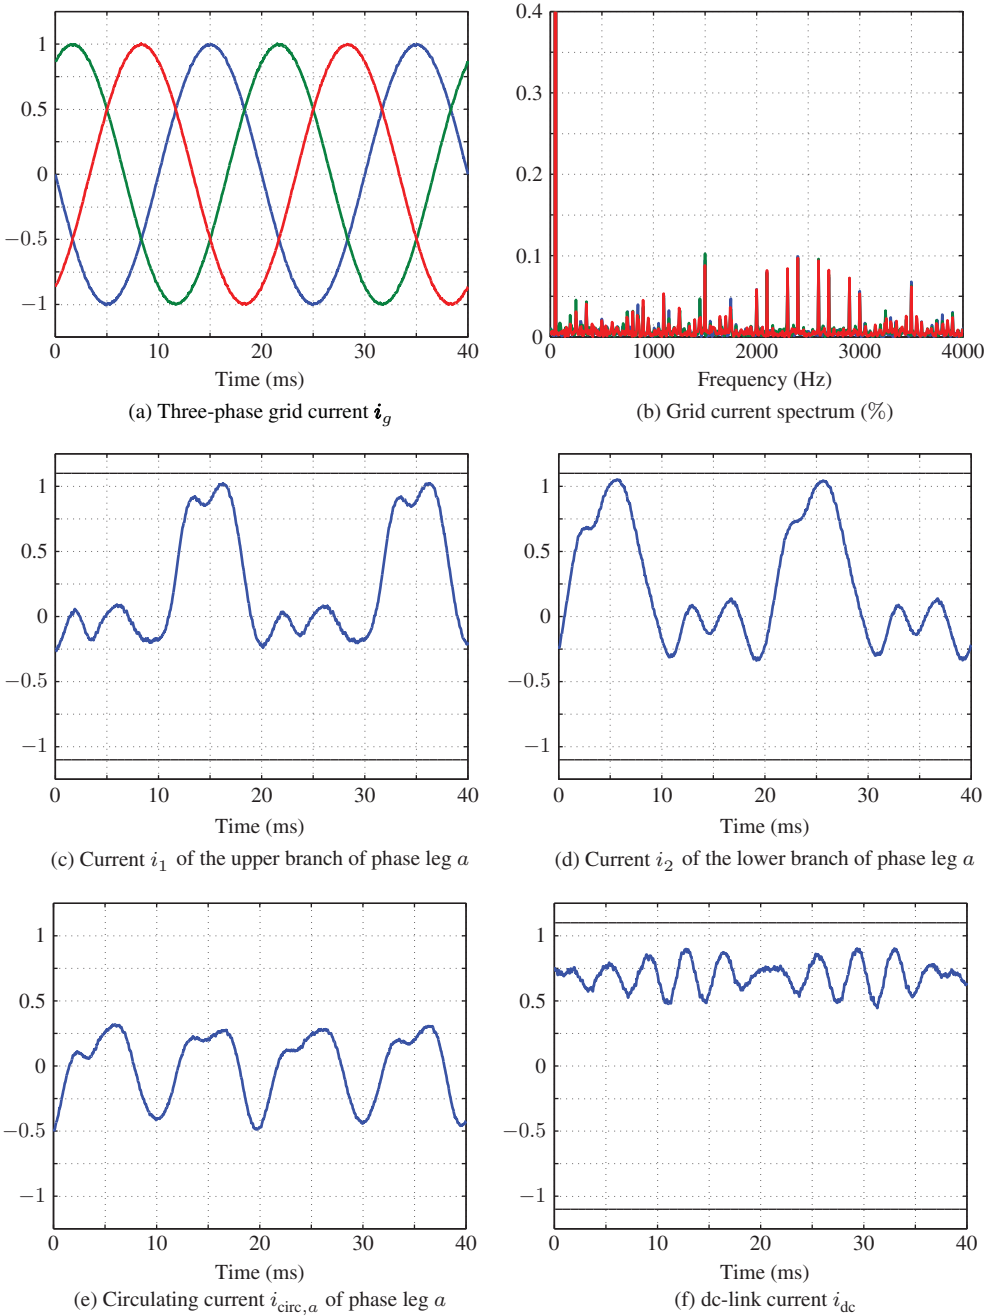 1
0.5
0
−0.5
−1
0 10 20 30 40
Time (ms)
(a) Three-phase grid current i_g
0.4
0.3
0.2
0.1
0
0 1000 2000 3000 4000
Frequency (Hz)
(b) Grid current spectrum (%)
1
0.5
0
−0.5
−1
0 10 20 30 40
Time (ms)
(c) Current i_1 of the upper branch of phase leg a
1
0.5
0
−0.5
−1
0 10 20 30 40
Time (ms)
(d) Current i_2 of the lower branch of phase leg a
1
0.5
0
−0.5
−1
0 10 20 30 40
Time (ms)
(e) Circulating current i_circ,a of phase leg a
1
0.5
0
−0.5
−1
0 10 20 30 40
Time (ms)
(f) dc-link current i_dc